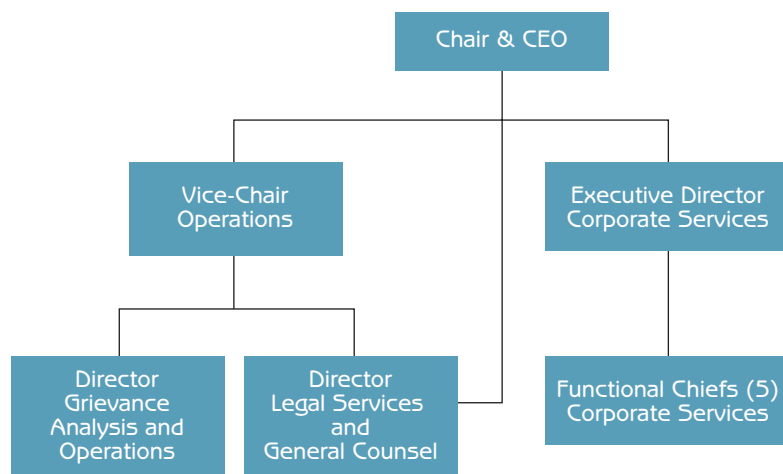 Chair & CEO
Vice-Chair
Operations
Executive Director
Corporate Services
Director
Grievance
Analysis and
Operations
Director
Legal Services
and
General Counsel
Functional Chiefs (5)
Corporate Services